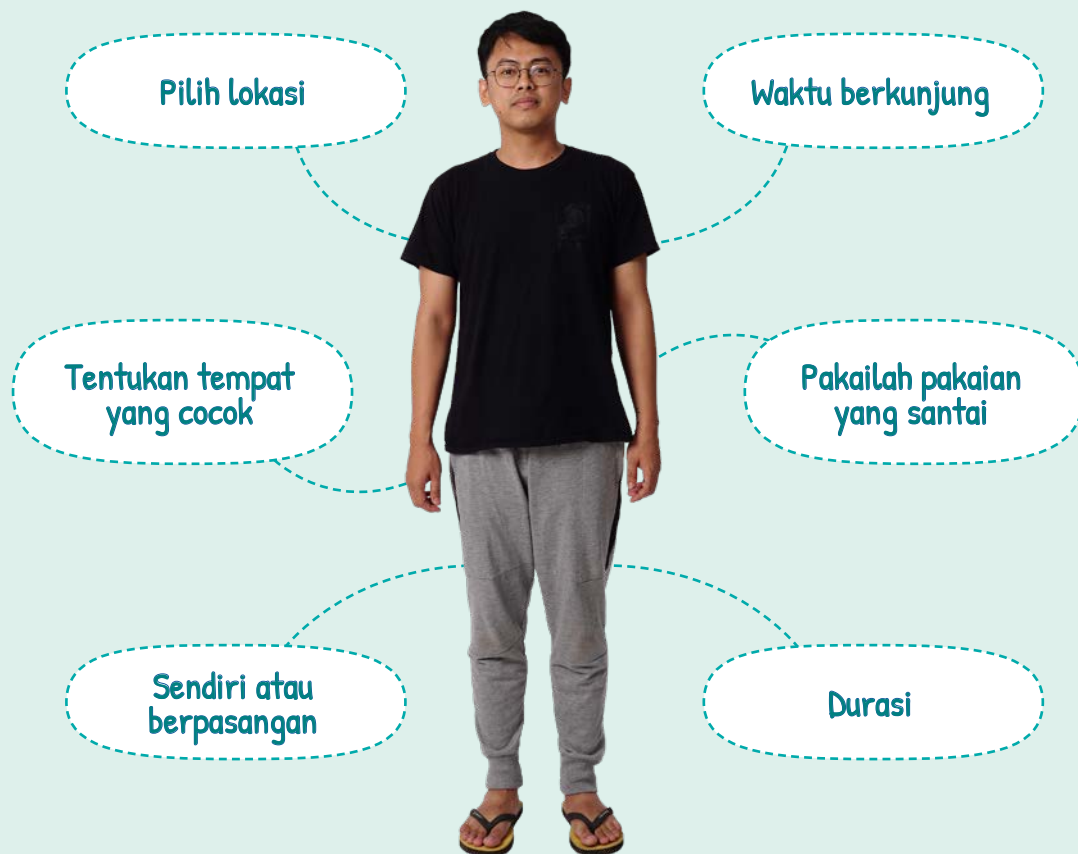 Pilih lokasi
Waktu berkunjung
Tentukan tempat
yang cocok
Pakailah pakaian
yang santai
Sendiri atau
berpasangan
Durasi